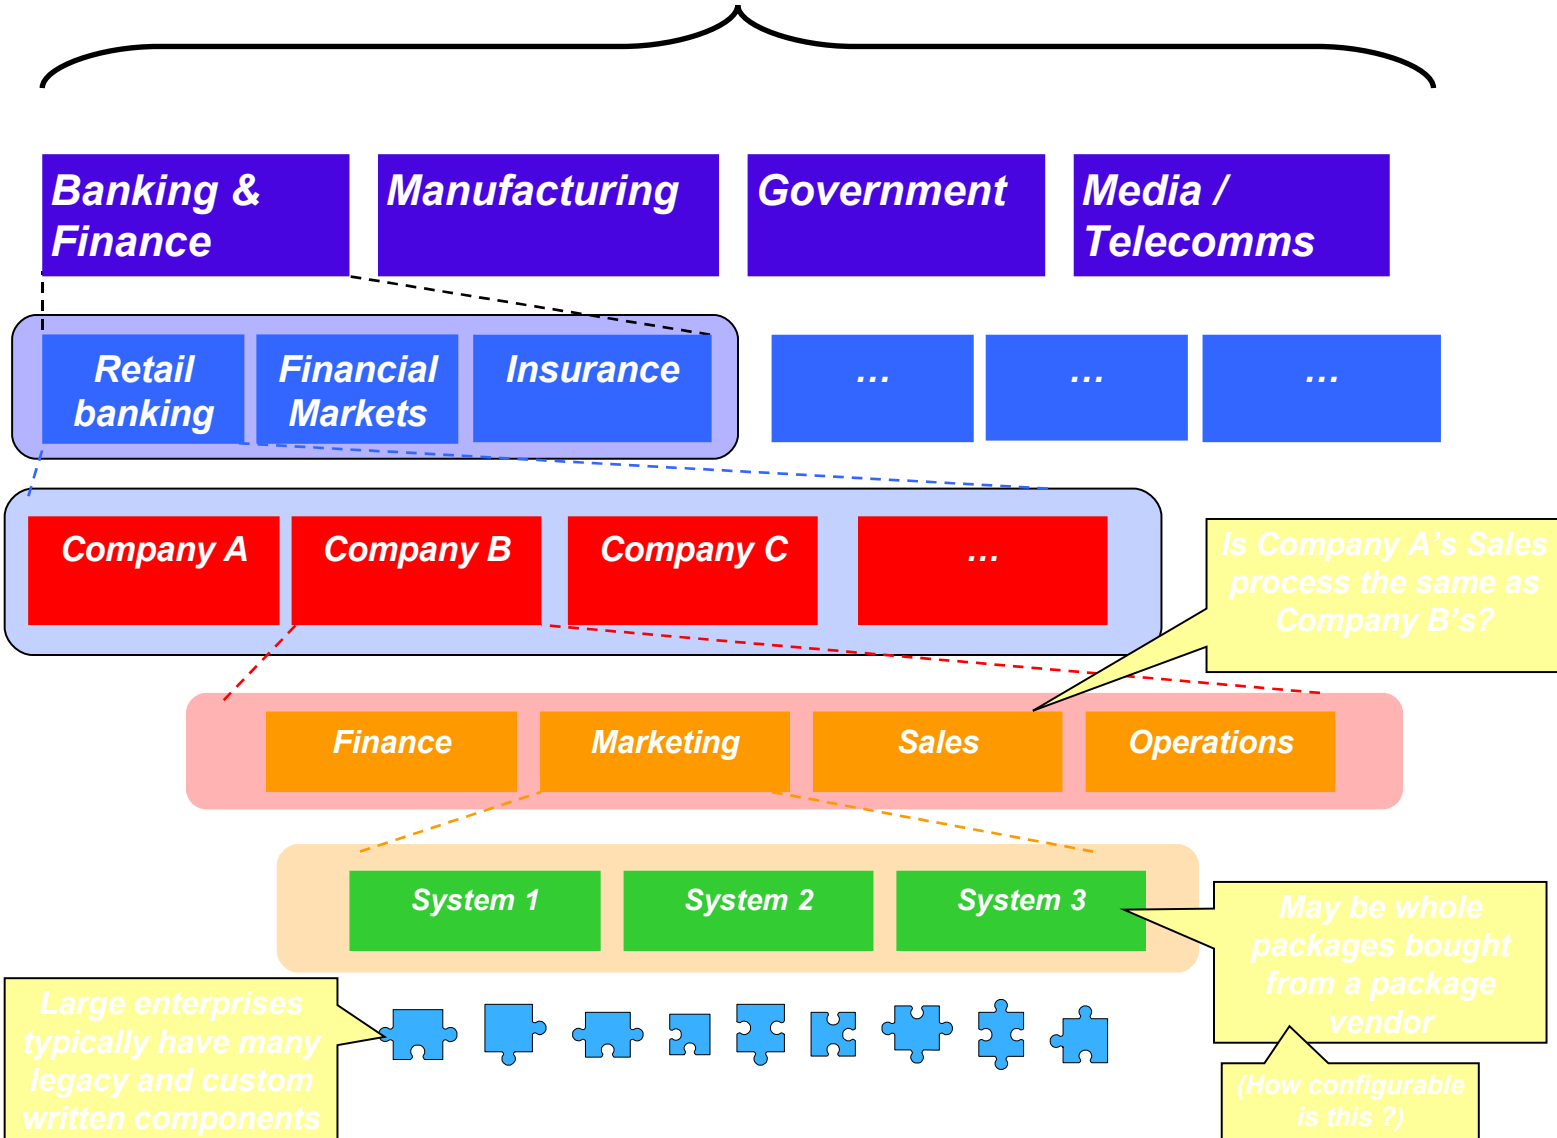 Banking &
Finance
Manufacturing
Government
Media /
Telecomms
Retail
banking
Financial
Markets
Insurance
…
…
…
Company A
Company B
Company C
…
Is Company A's Sales
process the same as
Company B's?
Finance
Marketing
Sales
Operations
System 1
System 2
System 3
May be whole
packages bought
from a package
vendor
(How configurable
is this ?)
Large enterprises
typically have many
legacy and custom
written components